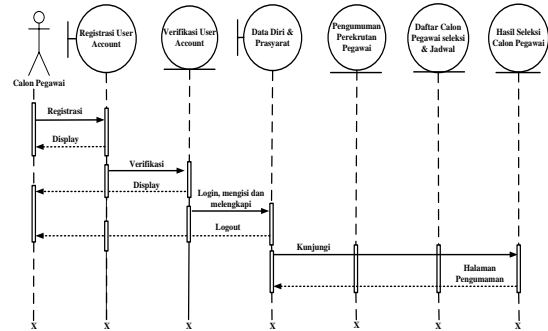 Registrasi User
Account
Verifikasi User
Account
Data Diri &
Prasyarat
Pengumuman
Perekrutan
Pegawai
Daftar Calon
Pegawai seleksi
& Jadwal
Hasil Seleksi
Calon Pegawai
Calon Pegawai
Registrasi
Display
Verifikasi
Display
Login, mengisi dan
melengkapi
Logout
Kunjungi
Halaman
Pengumaman
X X X X X X X